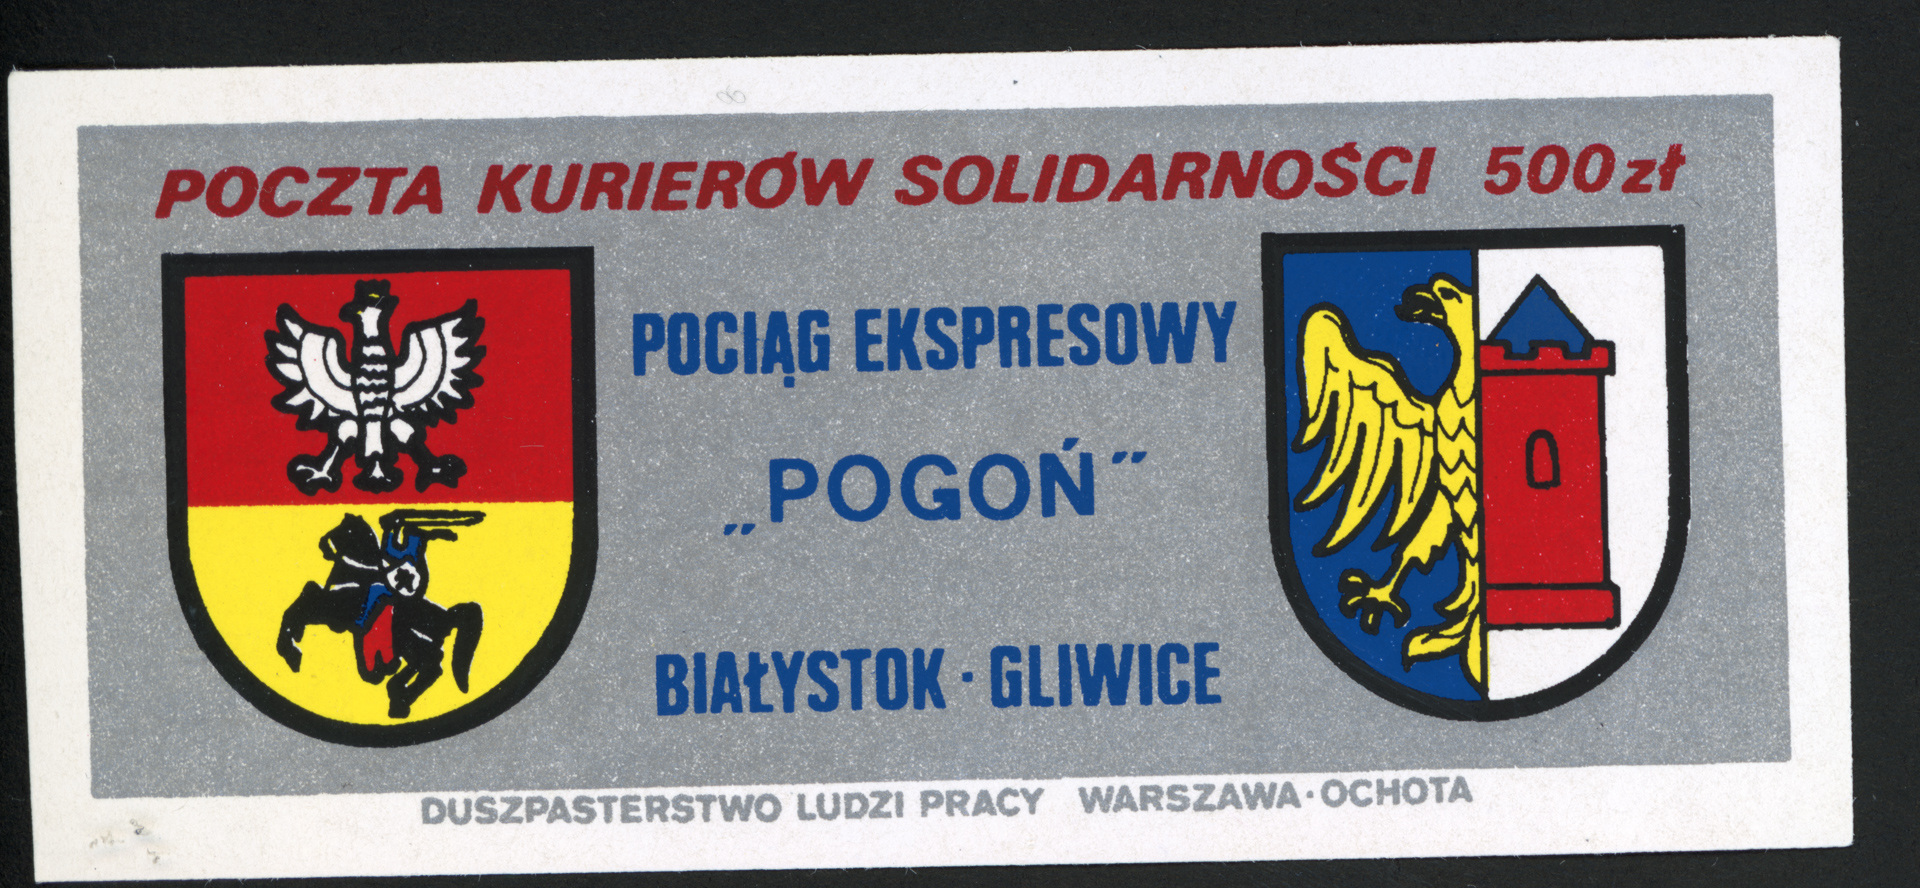 POCZTA KURIERÓW SOLIDARNOŚCI 500 zł
POCIĄG EKSPRESOWY
„POGOŃ”
BIAŁYSTOK · GLIWICE
DUSZPASTERSTWO LUDZI PRACY WARSZAWA · OCHOTA